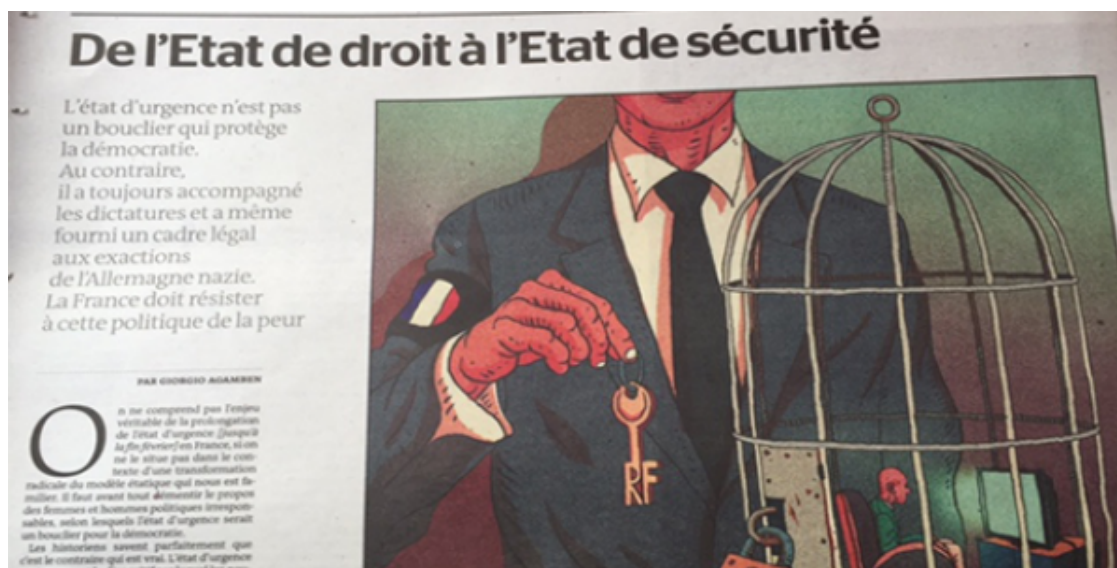 De l'Etat de droit à l'Etat de sécurité
L'état d'urgence n'est pas
un bouclier qui protège
la démocratie.
Au contraire,
il a toujours accompagné
les dictatures et a même
fourni un cadre légal
aux exactions
de l'Allemagne nazie.
La France doit résister
à cette politique de la peur
PAR GIORGIO AGAMBEN
On ne comprend pas l'enjeu
véritable de la prolongation
de l'état d'urgence [jusqu'à
la fin février] en France, si on
ne le situe pas dans le con-
texte d'une transformation
radicale du modèle étatique qui nous est fa-
milier. Il faut avant tout démentir le propos
des femmes et hommes politiques irrespon-
sables, selon lesquels l'état d'urgence serait
un bouclier pour la démocratie.
Les historiens savent parfaitement que
c'est le contraire qui est vrai. L'état d'urgence
RF